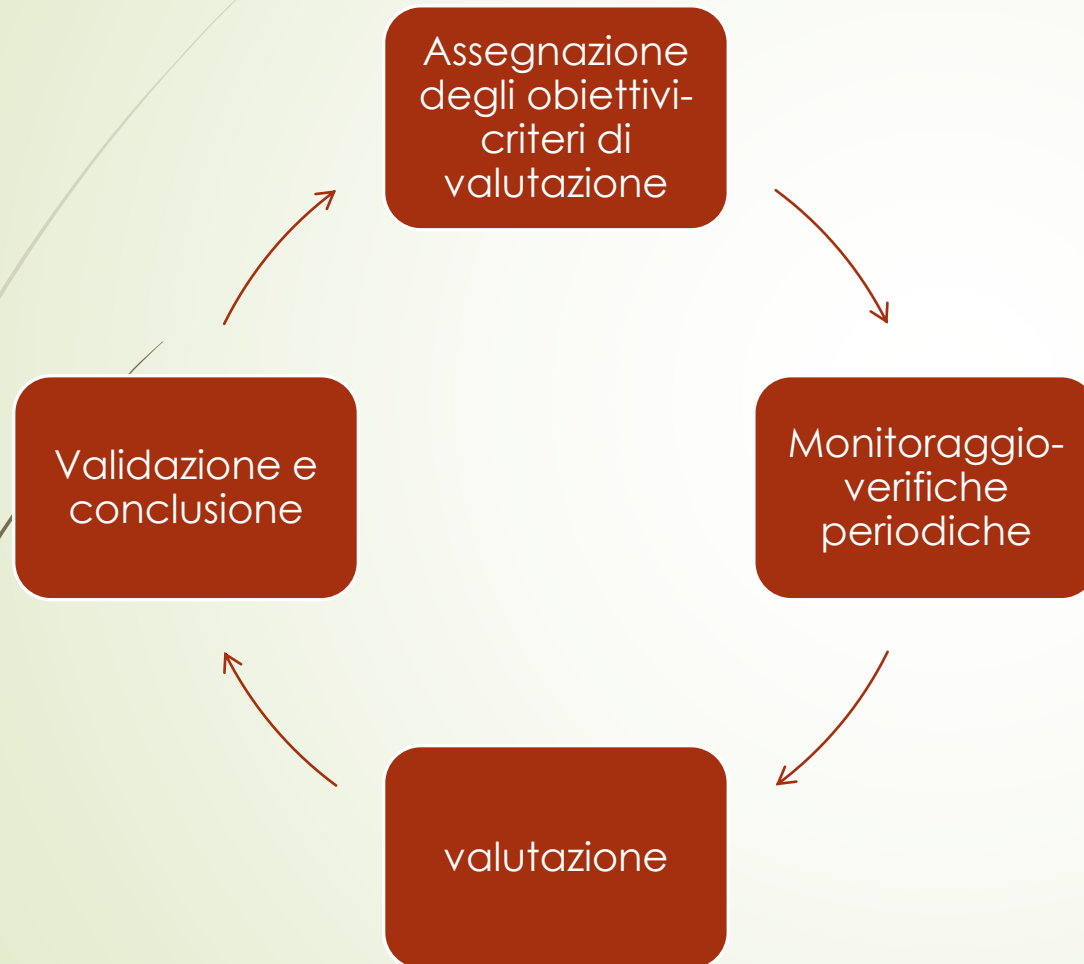 Assegnazione
degli obiettivi-
criteri di
valutazione
Monitoraggio-
verifiche
periodiche
valutazione
Validazione e
conclusione